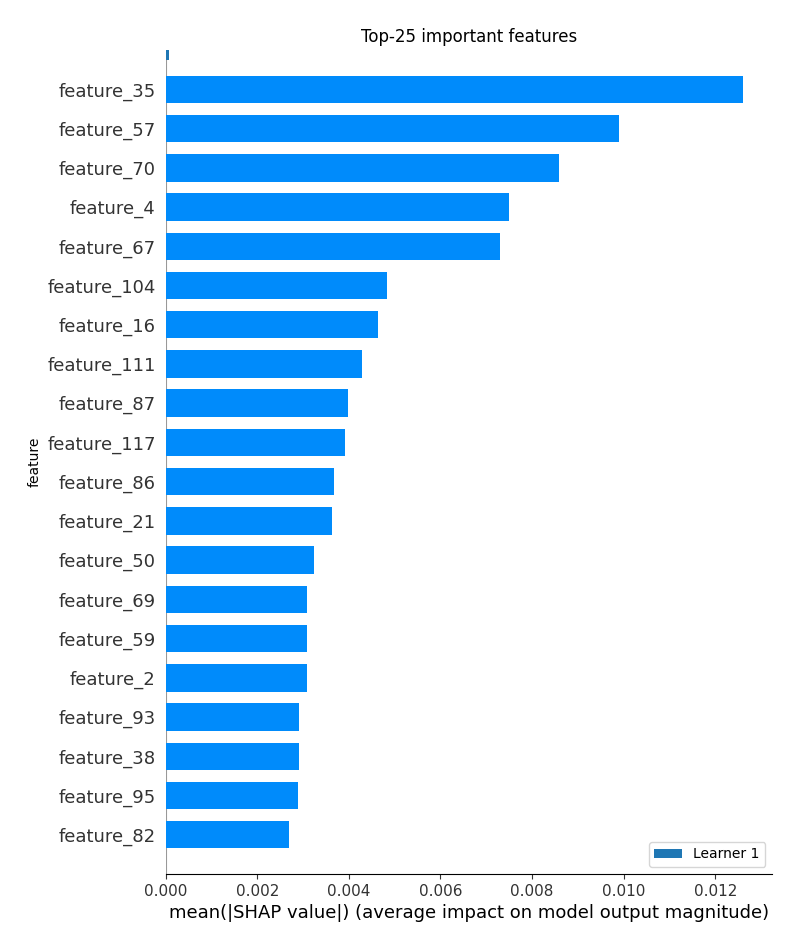 Top-25 important features
feature_35
feature_57
feature_70
feature_4
feature_67
feature_104
feature_16
feature_111
feature_87
feature_117
feature_86
feature_21
feature_50
feature_69
feature_59
feature_2
feature_93
feature_38
feature_95
feature_82
feature
Learner 1
0.000 0.002 0.004 0.006 0.008 0.010 0.012
mean(|SHAP value|) (average impact on model output magnitude)